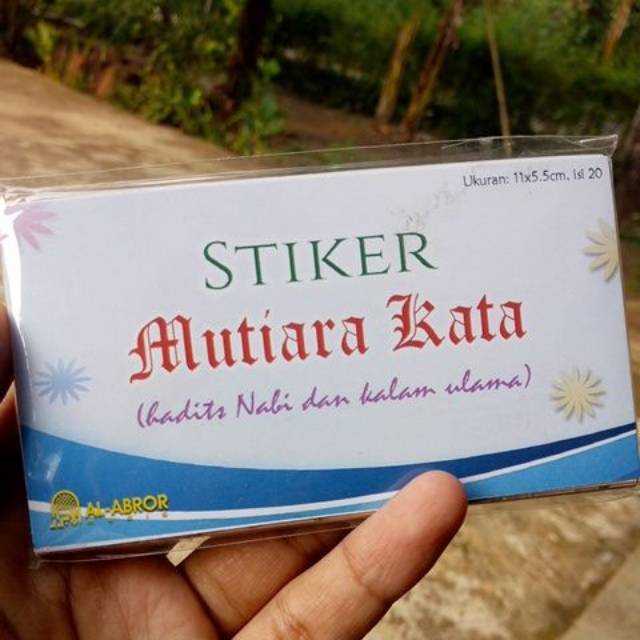 Ukuran: 11x5.5cm, isi 20
STIKER
Mutiara Kata
(hadits Nabi dan kalam ulama)
AL-ABROR